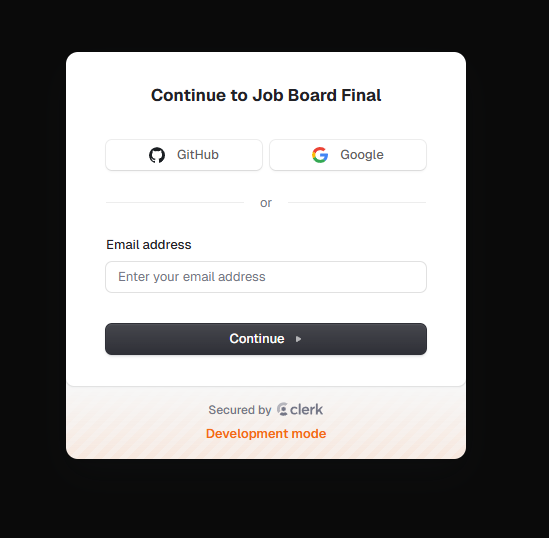 Continue to Job Board Final
GitHub
Google
or
Email address
Enter your email address
Continue
Secured by clerk
Development mode